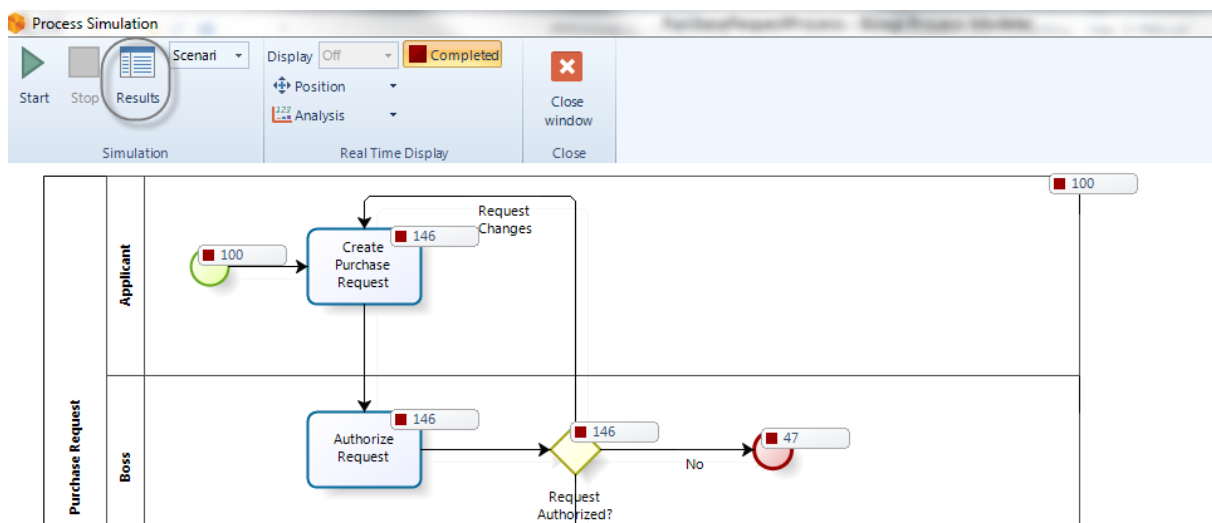 Process Simulation
Start
Stop
Results
Scenari
Simulation
Display Off
Completed
Position
123
Analysis
Real Time Display
Close
window
Close
100
Request
Changes
146
100
Create
Purchase
Request
Applicant
146
146
47
Authorize
Request
No
Request
Authorized?
Boss
Purchase Request